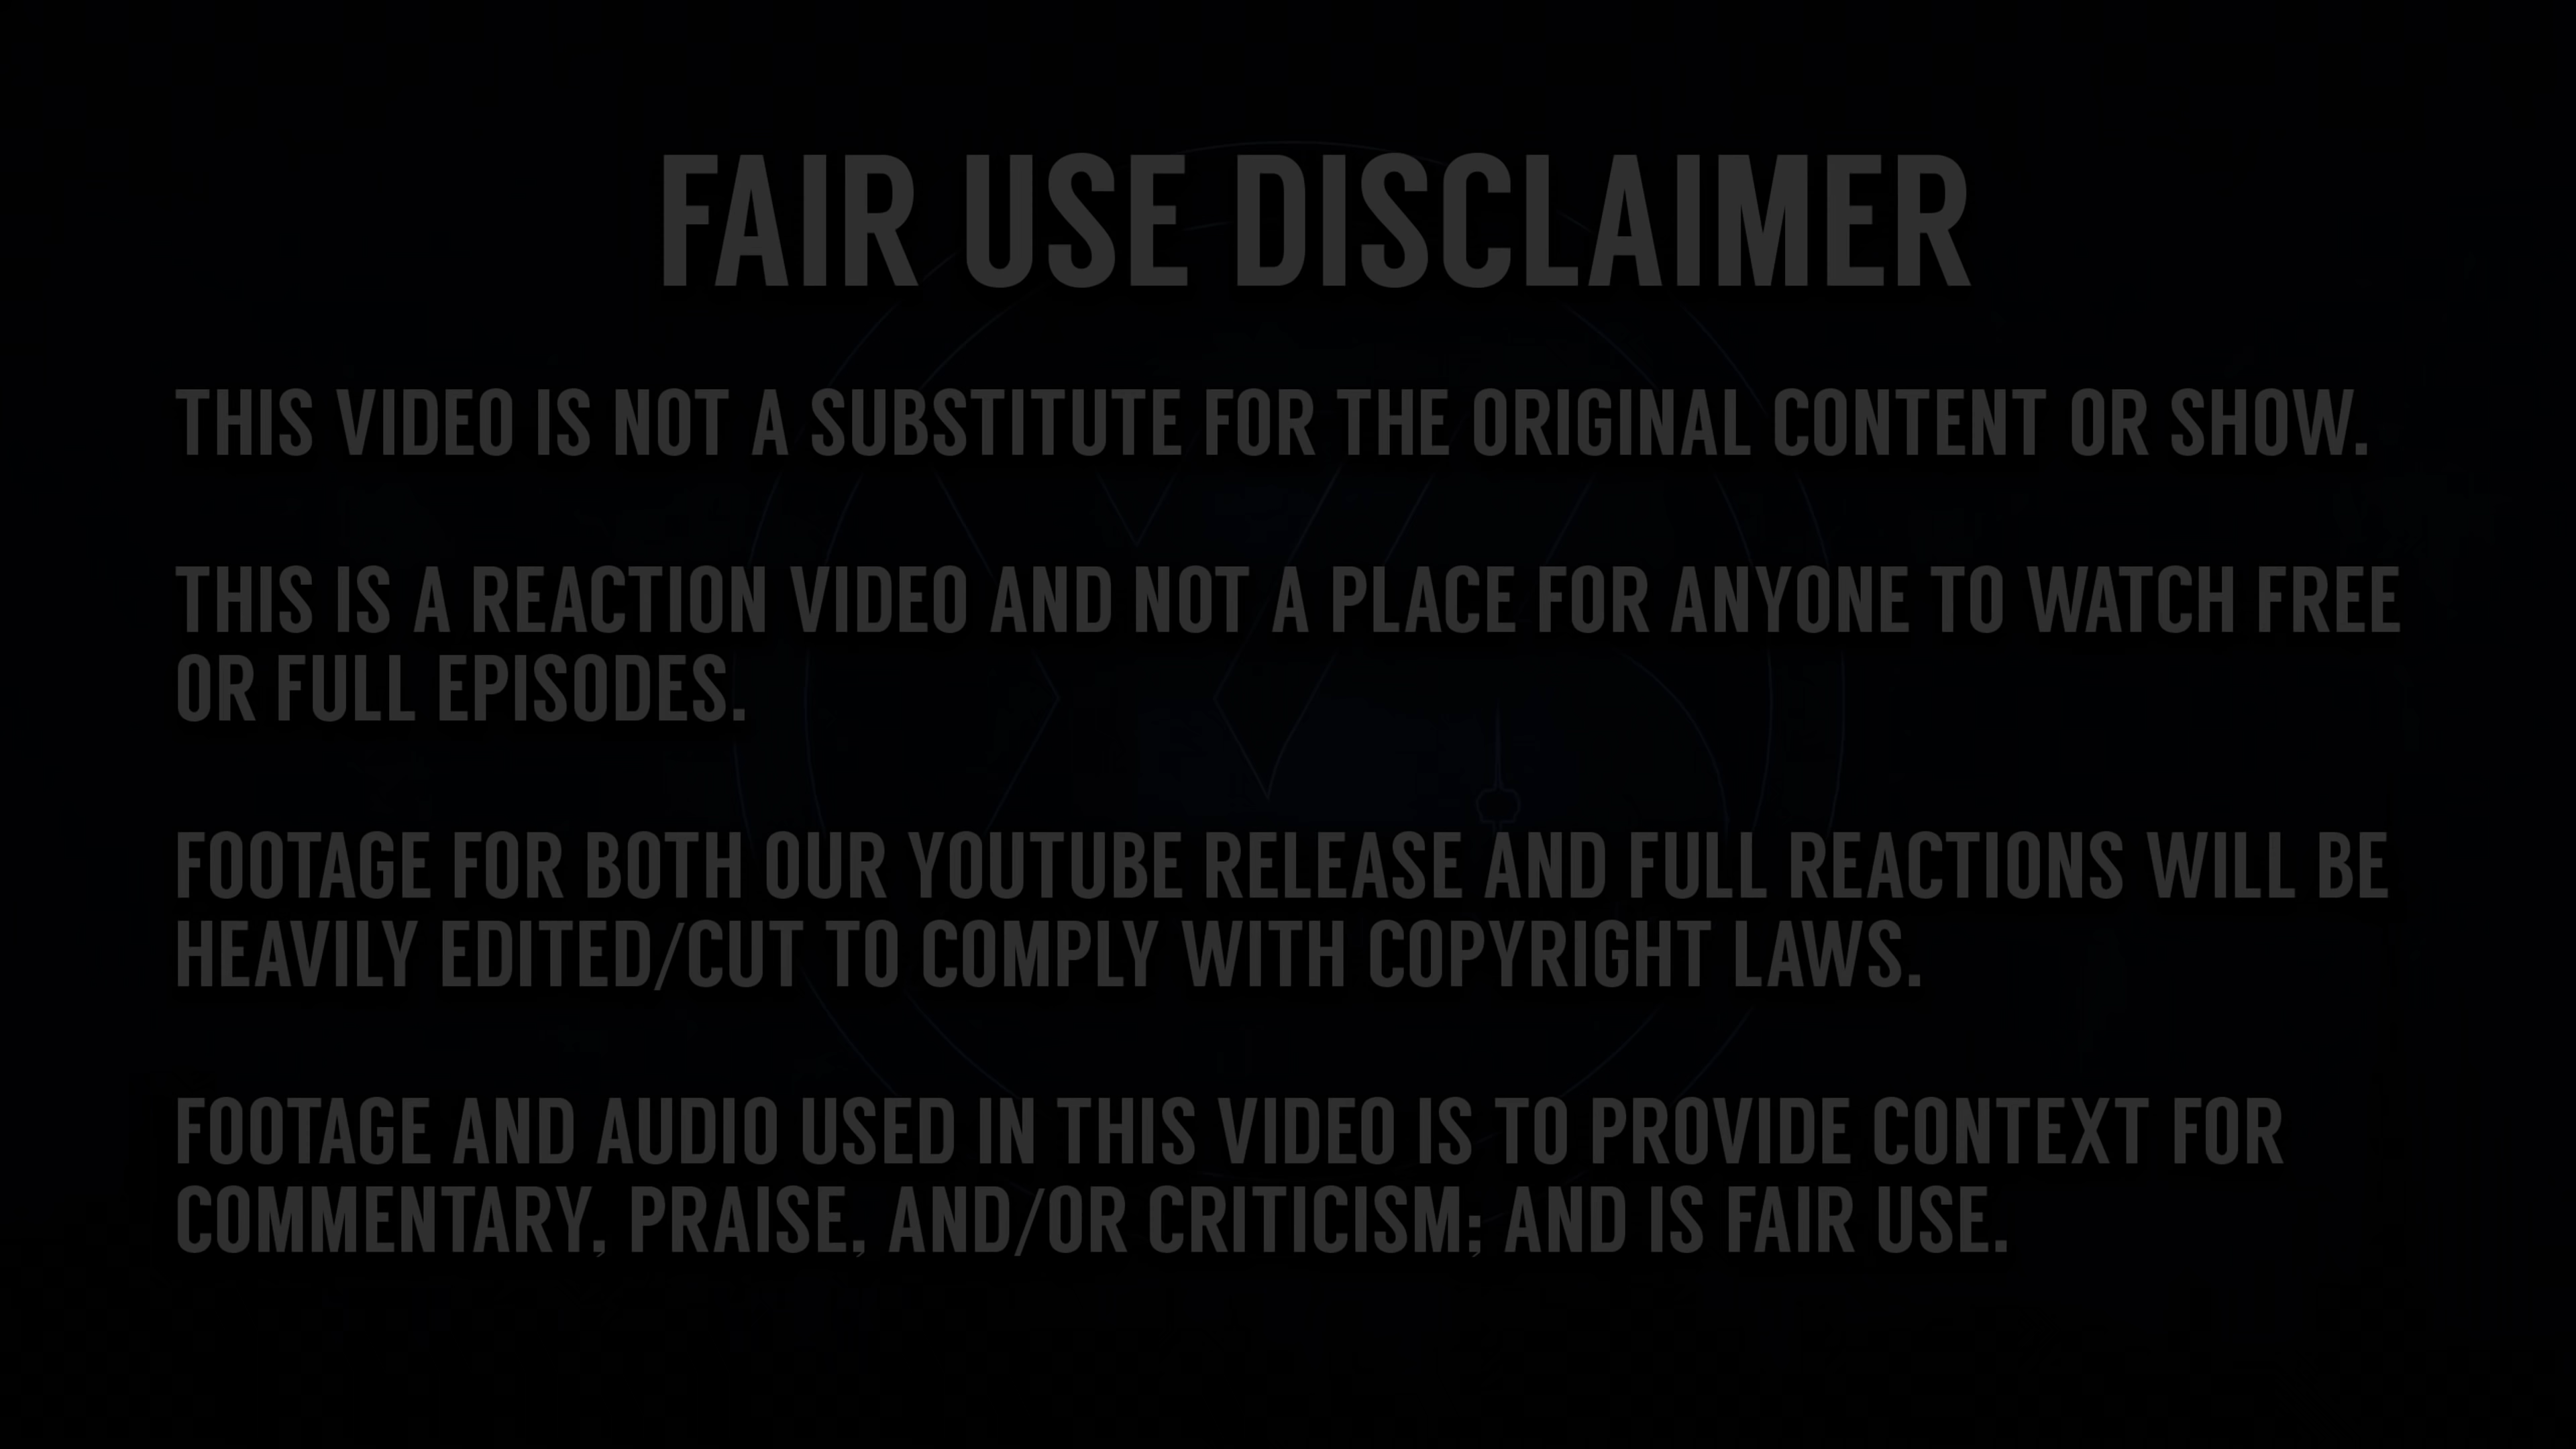 FAIR USE DISCLAIMER
THIS VIDEO IS NOT A SUBSTITUTE FOR THE ORIGINAL CONTENT OR SHOW.
THIS IS A REACTION VIDEO AND NOT A PLACE FOR ANYONE TO WATCH FREE
OR FULL EPISODES.
FOOTAGE FOR BOTH OUR YOUTUBE RELEASE AND FULL REACTIONS WILL BE
HEAVILY EDITED/CUT TO COMPLY WITH COPYRIGHT LAWS.
FOOTAGE AND AUDIO USED IN THIS VIDEO IS TO PROVIDE CONTEXT FOR
COMMENTARY, PRAISE, AND/OR CRITICISM; AND IS FAIR USE.